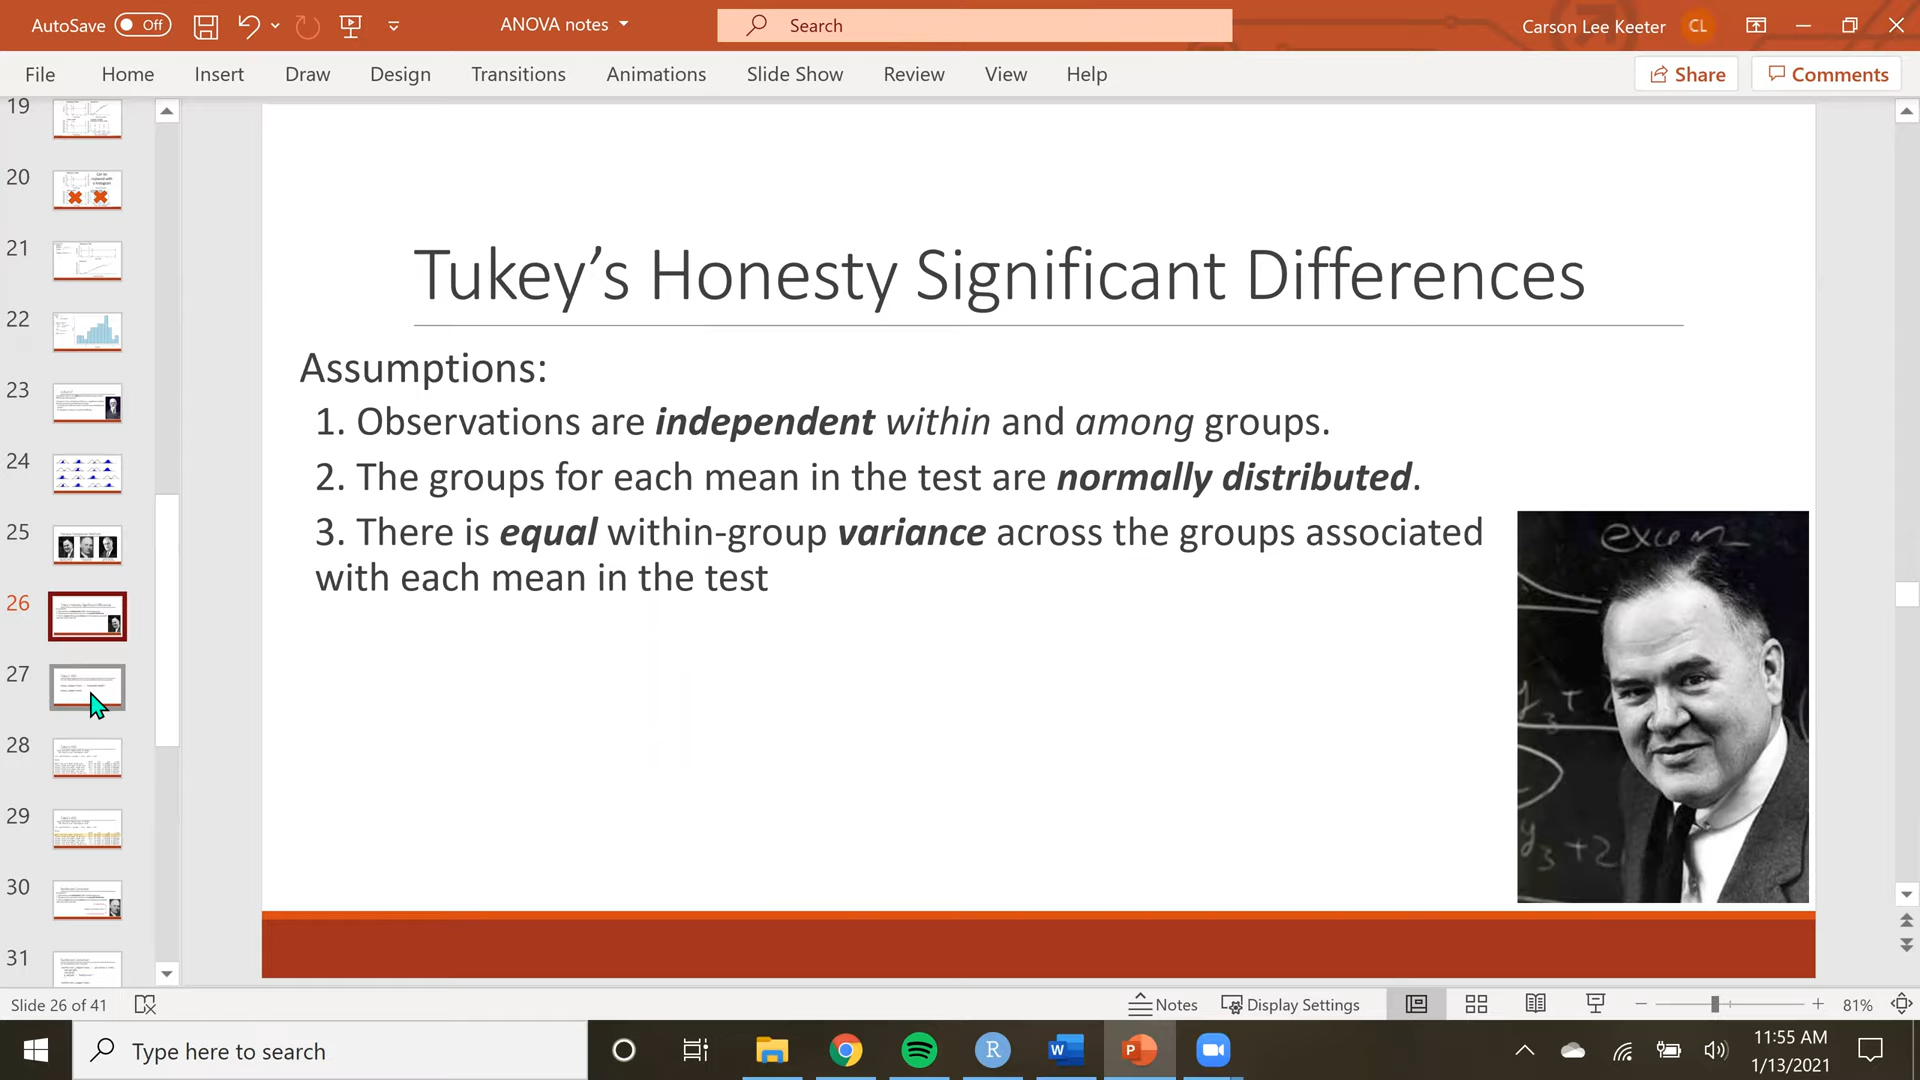 AutoSave Off
ANOVA notes
Search
Carson Lee Keeter CL
File Home Insert Draw Design Transitions Animations Slide Show Review View Help Share Comments
19
20
21
22
23
24
25
26
27
28
29
30
31
Tukey’s Honesty Significant Differences
Assumptions:
1. Observations are independent within and among groups.
2. The groups for each mean in the test are normally distributed.
3. There is equal within-group variance across the groups associated
with each mean in the test
excum
y3+
y3+2
Slide 26 of 41
Notes Display Settings 81%
Type here to search
11:55 AM
1/13/2021